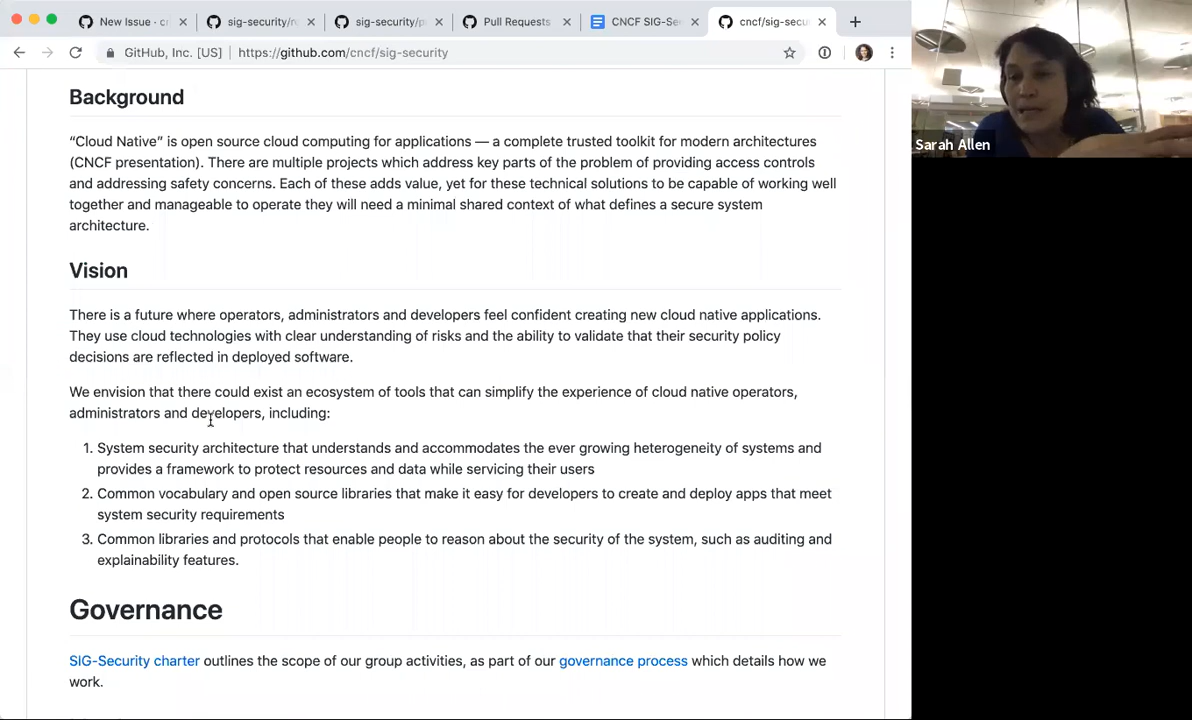 New Issue · c
sig-security/r
sig-security/p
Pull Requests
CNCF SIG-Se
cncf/sig-secu
GitHub, Inc. [US]
https://github.com/cncf/sig-security
Sarah Allen
Background
“Cloud Native” is open source cloud computing for applications — a complete trusted toolkit for modern architectures
(CNCF presentation). There are multiple projects which address key parts of the problem of providing access controls
and addressing safety concerns. Each of these adds value, yet for these technical solutions to be capable of working well
together and manageable to operate they will need a minimal shared context of what defines a secure system
architecture.
Vision
There is a future where operators, administrators and developers feel confident creating new cloud native applications.
They use cloud technologies with clear understanding of risks and the ability to validate that their security policy
decisions are reflected in deployed software.
We envision that there could exist an ecosystem of tools that can simplify the experience of cloud native operators,
administrators and developers, including:
1. System security architecture that understands and accommodates the ever growing heterogeneity of systems and
provides a framework to protect resources and data while servicing their users
2. Common vocabulary and open source libraries that make it easy for developers to create and deploy apps that meet
system security requirements
3. Common libraries and protocols that enable people to reason about the security of the system, such as auditing and
explainability features.
Governance
SIG-Security charter outlines the scope of our group activities, as part of our governance process which details how we
work.